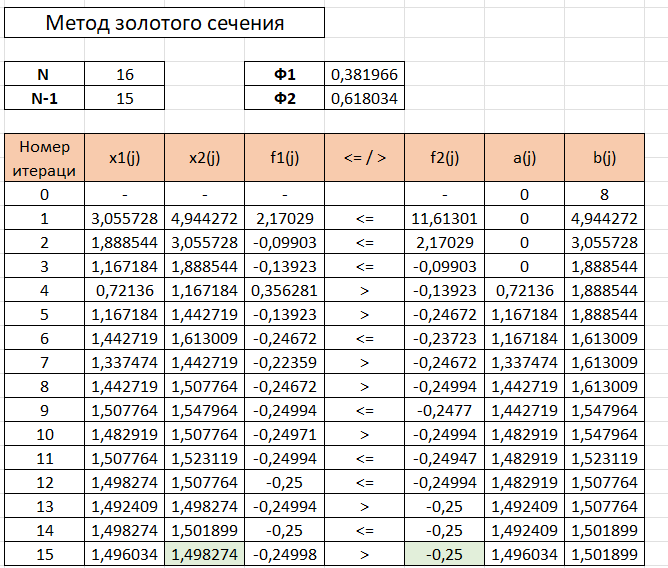 Метод золотого сечения
N 16 Ф1 0,381966
N-1 15 Ф2 0,618034
Номер
итераци x1(j) x2(j) f1(j) <= / > f2(j) a(j) b(j)
0 - - - - 0 8
1 3,055728 4,944272 2,17029 <= 11,61301 0 4,944272
2 1,888544 3,055728 -0,09903 <= 2,17029 0 3,055728
3 1,167184 1,888544 -0,13923 <= -0,09903 0 1,888544
4 0,72136 1,167184 0,356281 > -0,13923 0,72136 1,888544
5 1,167184 1,442719 -0,13923 > -0,24672 1,167184 1,888544
6 1,442719 1,613009 -0,24672 <= -0,23723 1,167184 1,613009
7 1,337474 1,442719 -0,22359 > -0,24672 1,337474 1,613009
8 1,442719 1,507764 -0,24672 > -0,24994 1,442719 1,613009
9 1,507764 1,547964 -0,24994 <= -0,2477 1,442719 1,547964
10 1,482919 1,507764 -0,24971 > -0,24994 1,482919 1,547964
11 1,507764 1,523119 -0,24994 <= -0,24947 1,482919 1,523119
12 1,498274 1,507764 -0,25 <= -0,24994 1,482919 1,507764
13 1,492409 1,498274 -0,24994 > -0,25 1,492409 1,507764
14 1,498274 1,501899 -0,25 <= -0,25 1,492409 1,501899
15 1,496034 1,498274 -0,24998 > -0,25 1,496034 1,501899